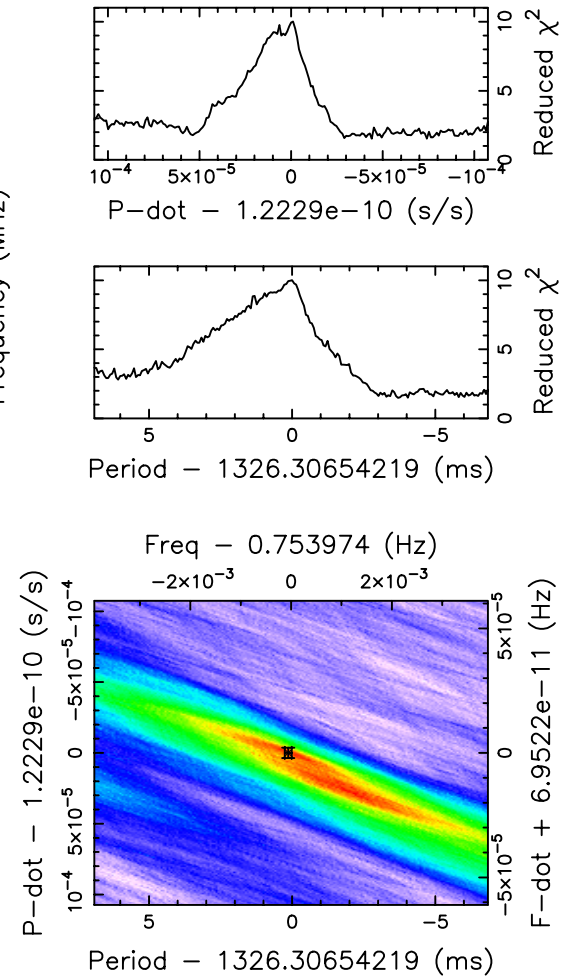 10
5
0
Reduced χ²
10⁻⁴ 5×10⁻⁵ 0 −5×10⁻⁵ −10⁻⁴
P−dot − 1.2229e−10 (s/s)
10
5
0
Reduced χ²
5 0 −5
Period − 1326.30654219 (ms)
Freq − 0.753974 (Hz)
−2×10⁻³ 0 2×10⁻³
P−dot − 1.2229e−10 (s/s)
−10⁻⁴
−5×10⁻⁵
0
5×10⁻⁵
10⁻⁴
5×10⁻⁵
0
−5×10⁻⁵
F−dot + 6.9522e−11 (Hz)
5 0 −5
Period − 1326.30654219 (ms)